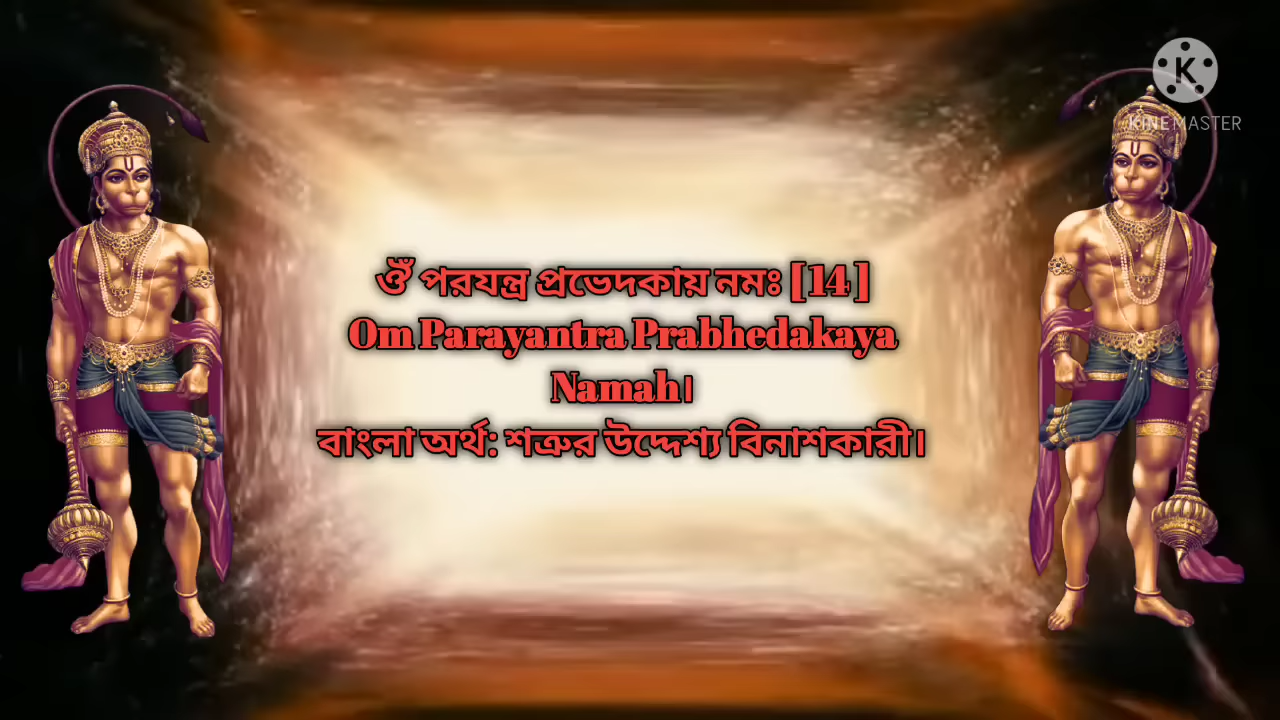 K
KINEMASTER
ওঁ পরযন্ত্র প্রভেদকায় নমঃ [14]
Om Parayantra Prabhedakaya
Namah।
বাংলা অর্থ: শত্রুর উদ্দেশ্য বিনাশকারী।